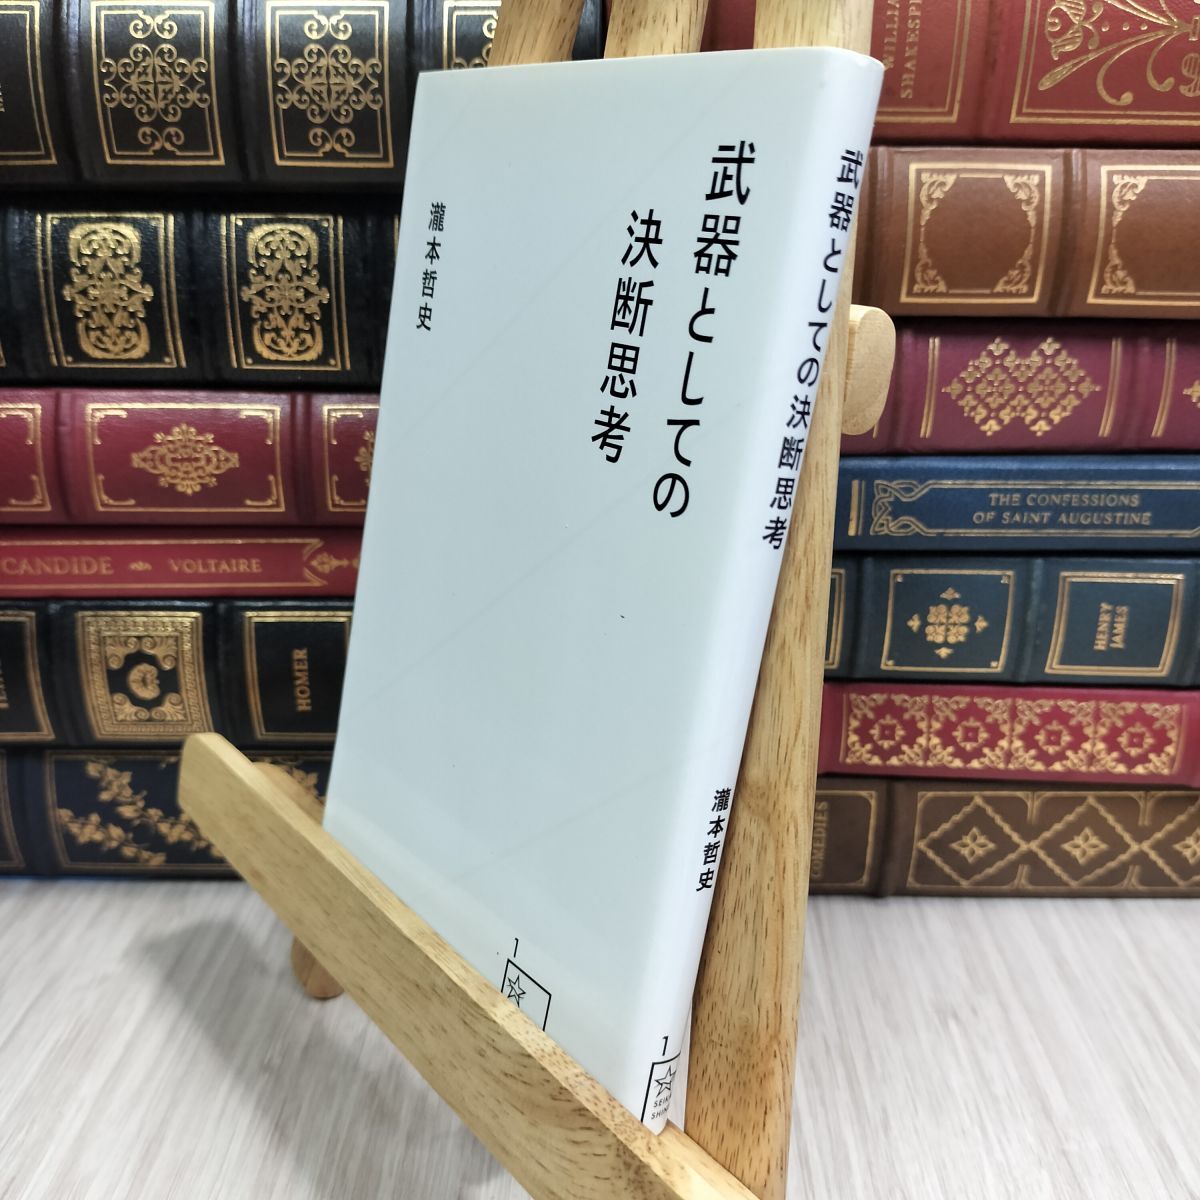 武器としての
決断思考
瀧本哲史
1
武器としての決断思考
瀧本哲史
1
WILLIA
SHAKESPE
THE CONFESSIONS
OF SAINT AUGUSTINE
CANDIDE
VOLTAIRE
HOMER
HENRY
JAMES